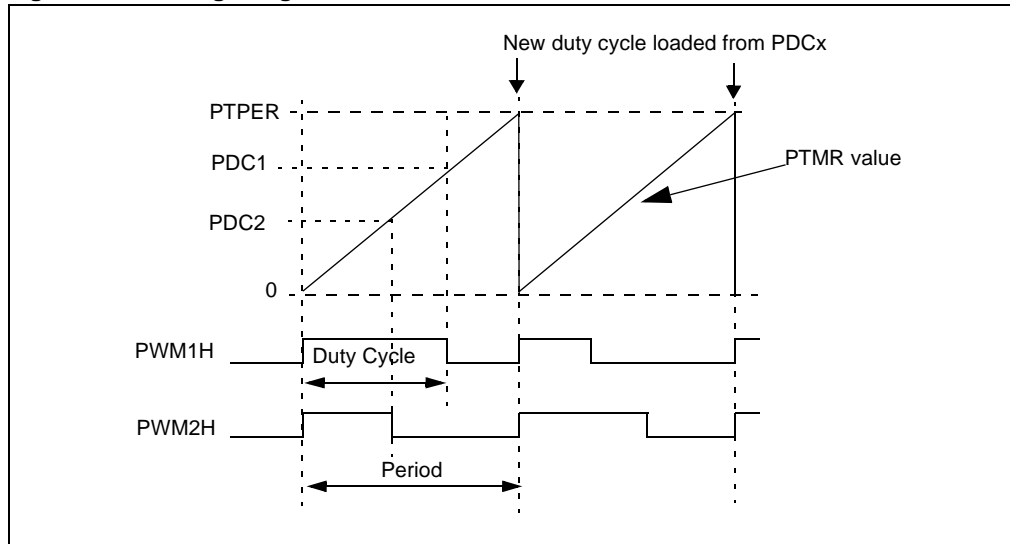 New duty cycle loaded from PDCx
PTPER
PDC1
PTMR value
PDC2
0
PWM1H
Duty Cycle
PWM2H
Period